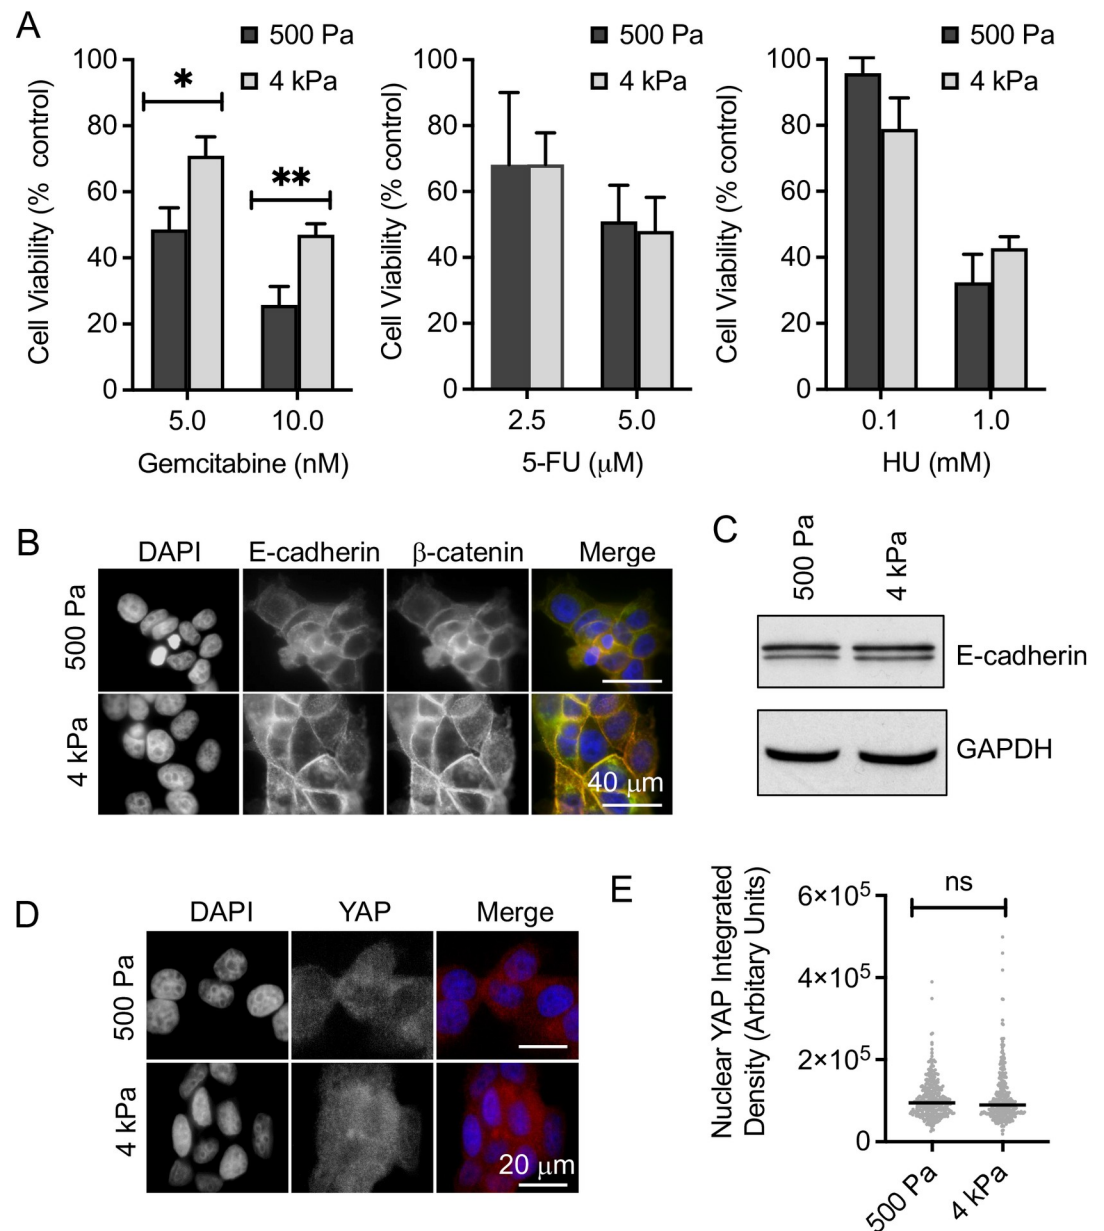 A
500 Pa
4 kPa
500 Pa
4 kPa
500 Pa
4 kPa
Cell Viability (% control)
100
80
60
40
20
0
*
**
5.0
10.0
Gemcitabine (nM)
Cell Viability (% control)
100
80
60
40
20
0
2.5
5.0
5-FU (μM)
Cell Viability (% control)
100
80
60
40
20
0
0.1
1.0
HU (mM)
B
DAPI
E-cadherin
β-catenin
Merge
500 Pa
4 kPa
40 μm
C
500 Pa
4 kPa
E-cadherin
GAPDH
D
DAPI
YAP
Merge
500 Pa
4 kPa
20 μm
E
Nuclear YAP Integrated
Density (Arbitary Units)
6×10⁵
4×10⁵
2×10⁵
0
ns
500 Pa
4 kPa